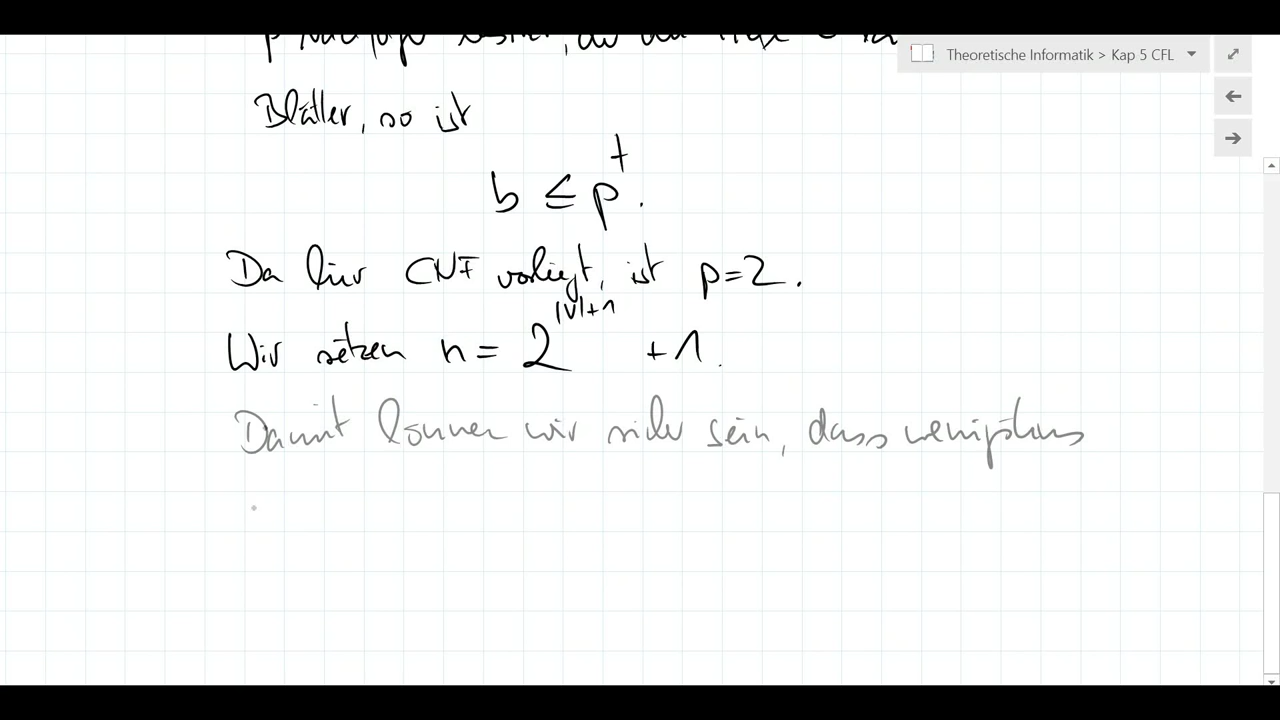 Theoretische Informatik > Kap 5 CFL
Blätter, so ist
b ≤ p^t.
Da hier CNF vorliegt, ist p=2.
Wir setzen n = 2^{|V|+1} + 1.
Damit können wir sicher sein, dass wenigstens